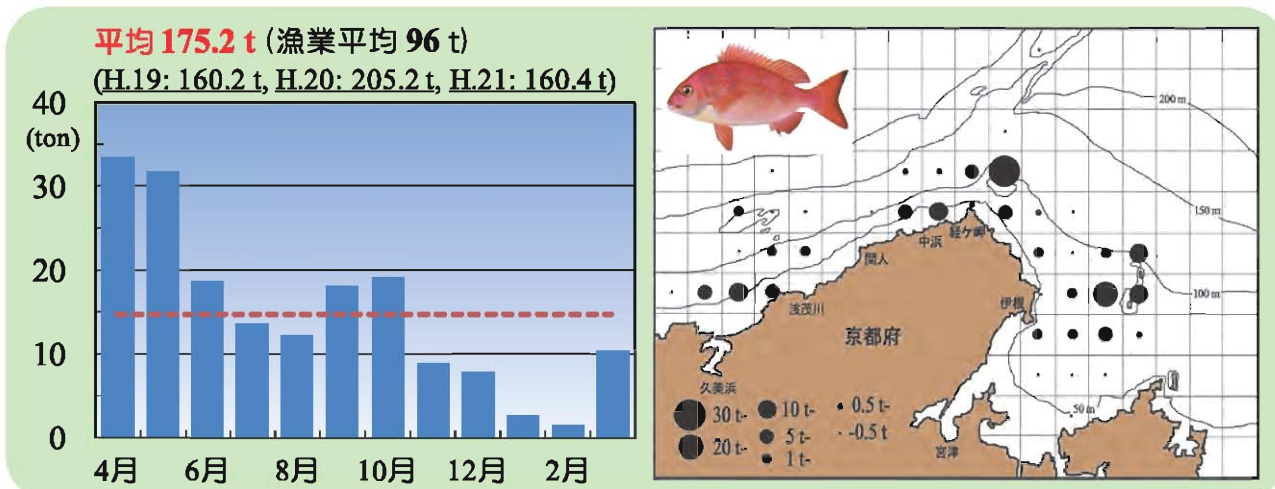 平均 175.2 t (漁業平均 96 t)
(H.19: 160.2 t, H.20: 205.2 t, H.21: 160.4 t)
40
(ton)
30
20
10
0
4月 6月 8月 10月 12月 2月
200 m
150 m
100 m
50 m
経ケ岬
中浜
間人
浅茂川
伊根
京都府
久美浜
宮津
30 t-
20 t-
10 t-
5 t-
1 t-
0.5 t-
-0.5 t